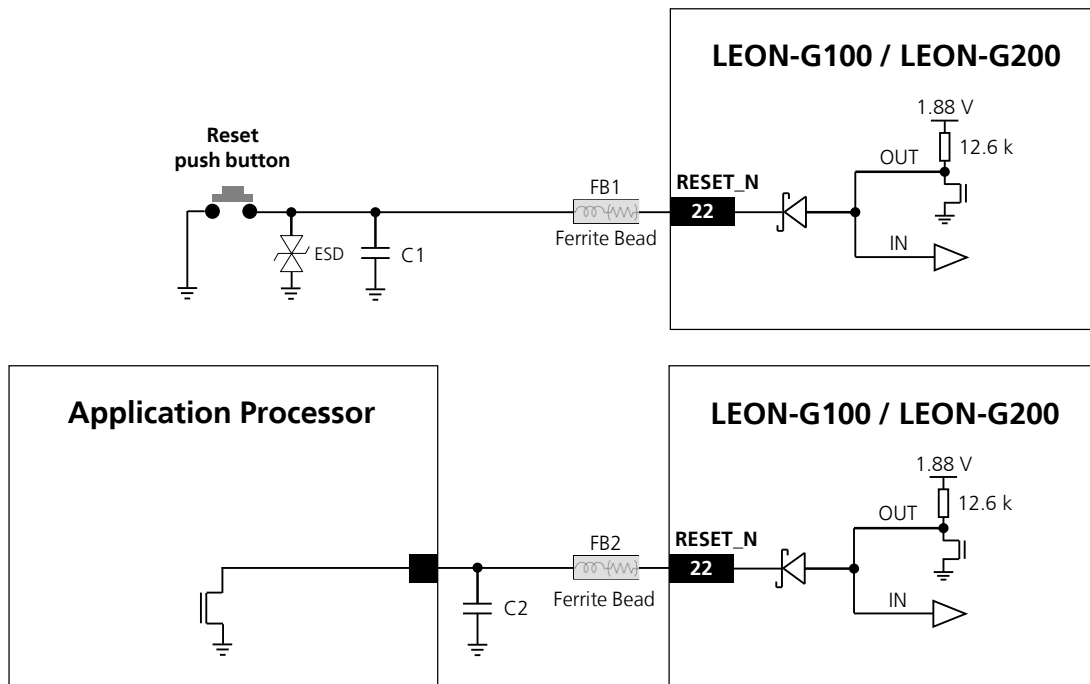 LEON-G100 / LEON-G200
1.88 V
12.6 k
OUT
Reset
push button
FB1
RESET_N
22
Ferrite Bead
ESD
C1
IN
Application Processor
LEON-G100 / LEON-G200
1.88 V
12.6 k
OUT
FB2
RESET_N
22
Ferrite Bead
C2
IN